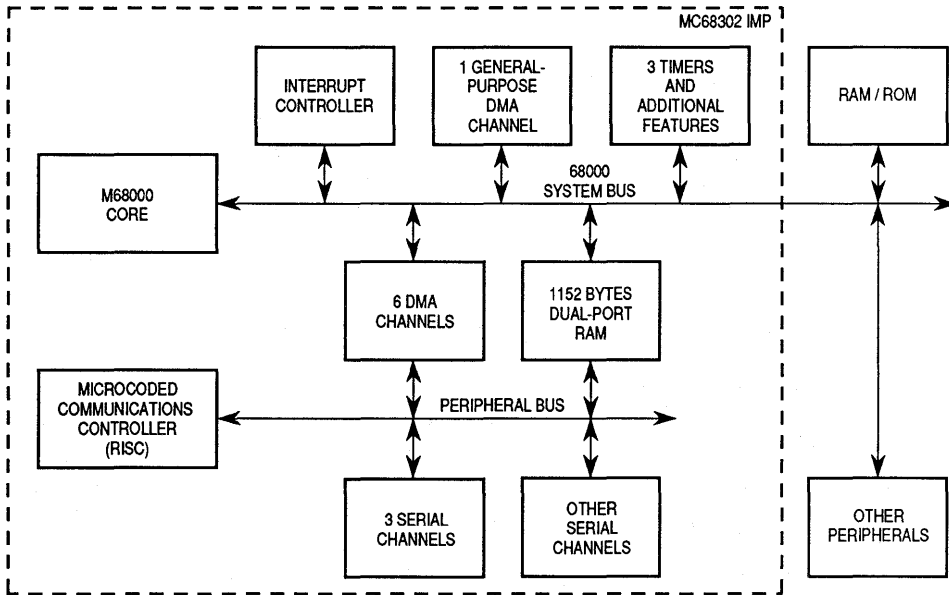 MC68302 IMP
INTERRUPT
CONTROLLER
1 GENERAL-
PURPOSE
DMA
CHANNEL
3 TIMERS
AND
ADDITIONAL
FEATURES
RAM / ROM
M68000
CORE
68000
SYSTEM BUS
6 DMA
CHANNELS
1152 BYTES
DUAL-PORT
RAM
MICROCODED
COMMUNICATIONS
CONTROLLER
(RISC)
PERIPHERAL BUS
3 SERIAL
CHANNELS
OTHER
SERIAL
CHANNELS
OTHER
PERIPHERALS